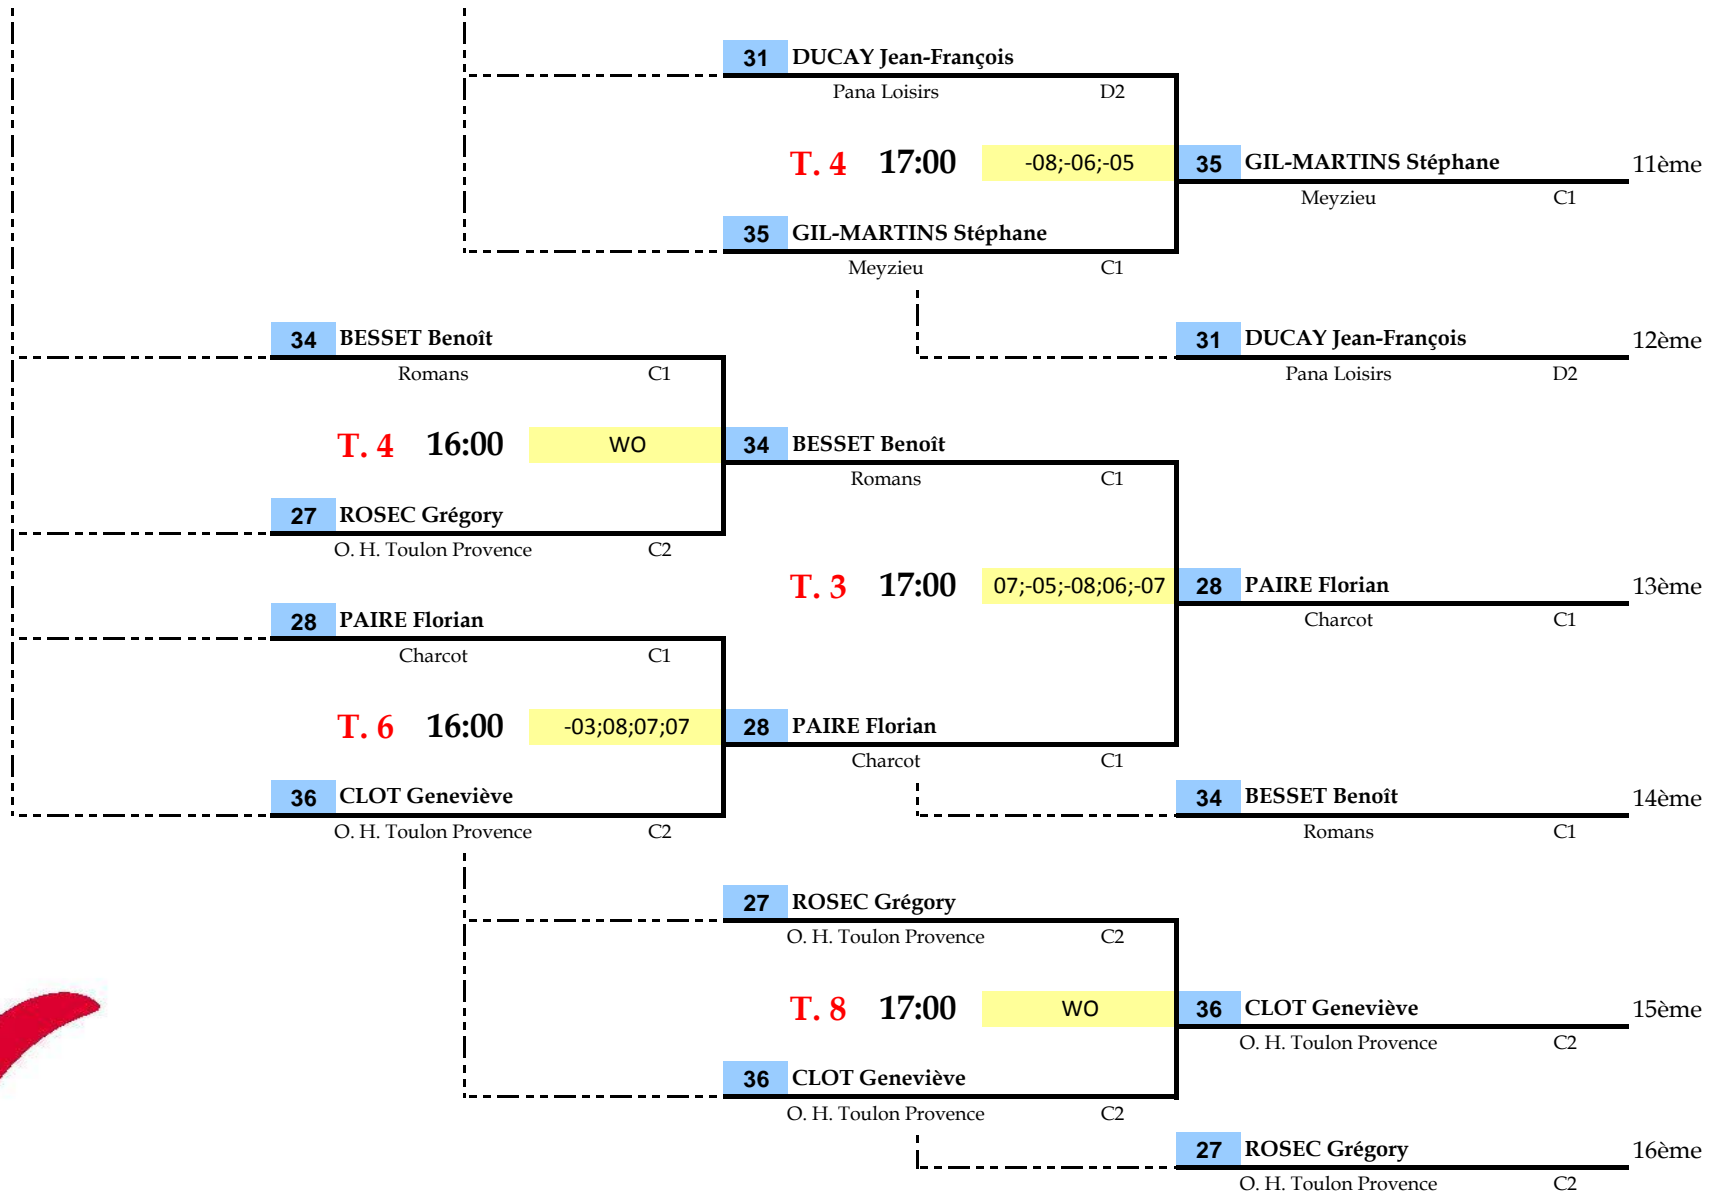 31 DUCAY Jean-François
Pana Loisirs D2
T. 4 17:00 -08;-06;-05 35 GIL-MARTINS Stéphane 11ème
Meyzieu C1
35 GIL-MARTINS Stéphane
Meyzieu C1
34 BESSET Benoît 31 DUCAY Jean-François 12ème
Romans C1 Pana Loisirs D2
T. 4 16:00 WO 34 BESSET Benoît
Romans C1
27 ROSEC Grégory
O. H. Toulon Provence C2
T. 3 17:00 07;-05;-08;06;-07 28 PAIRE Florian 13ème
28 PAIRE Florian Charcot C1
Charcot C1
T. 6 16:00 -03;08;07;07 28 PAIRE Florian
Charcot C1
36 CLOT Geneviève 34 BESSET Benoît 14ème
O. H. Toulon Provence C2 Romans C1
27 ROSEC Grégory
O. H. Toulon Provence C2
T. 8 17:00 WO 36 CLOT Geneviève 15ème
O. H. Toulon Provence C2
36 CLOT Geneviève
O. H. Toulon Provence C2
27 ROSEC Grégory 16ème
O. H. Toulon Provence C2